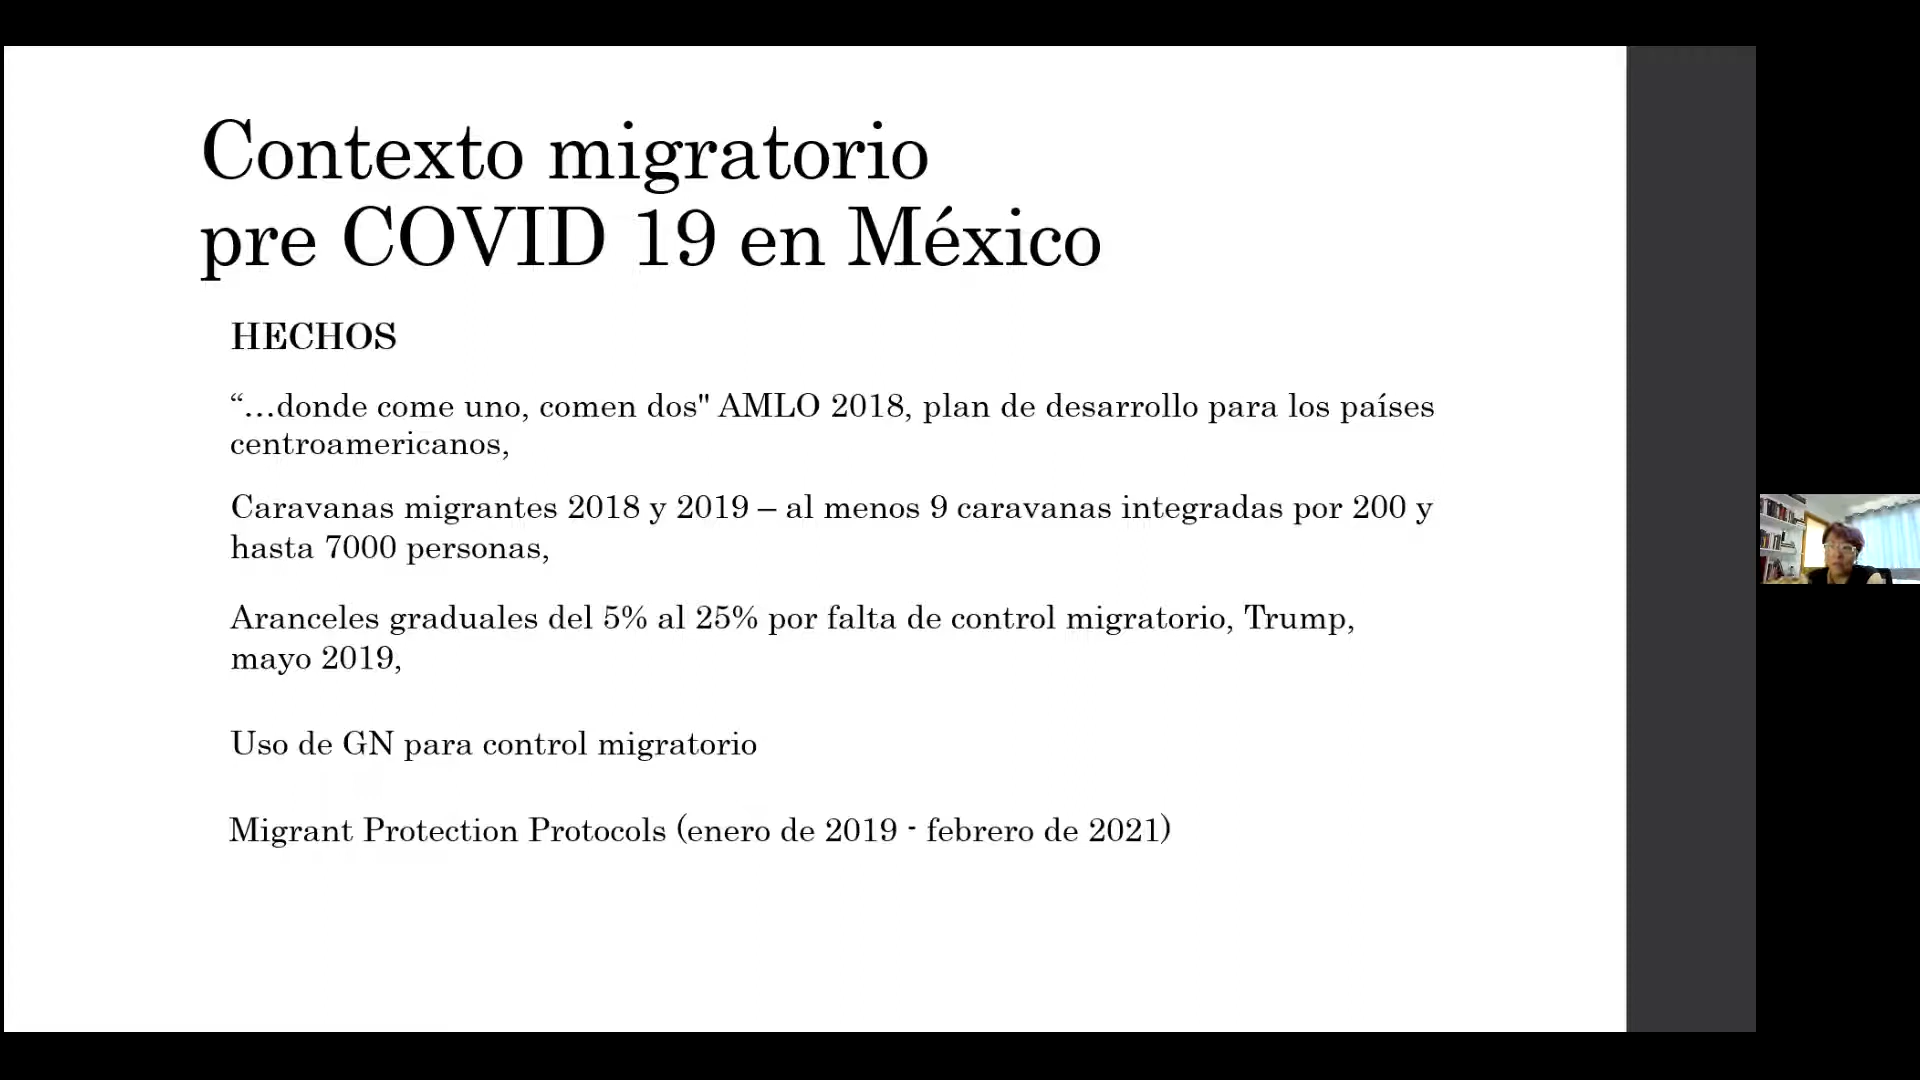 Contexto migratorio
pre COVID 19 en México
HECHOS
“…donde come uno, comen dos" AMLO 2018, plan de desarrollo para los países
centroamericanos,
Caravanas migrantes 2018 y 2019 – al menos 9 caravanas integradas por 200 y
hasta 7000 personas,
Aranceles graduales del 5% al 25% por falta de control migratorio, Trump,
mayo 2019,
Uso de GN para control migratorio
Migrant Protection Protocols (enero de 2019 - febrero de 2021)